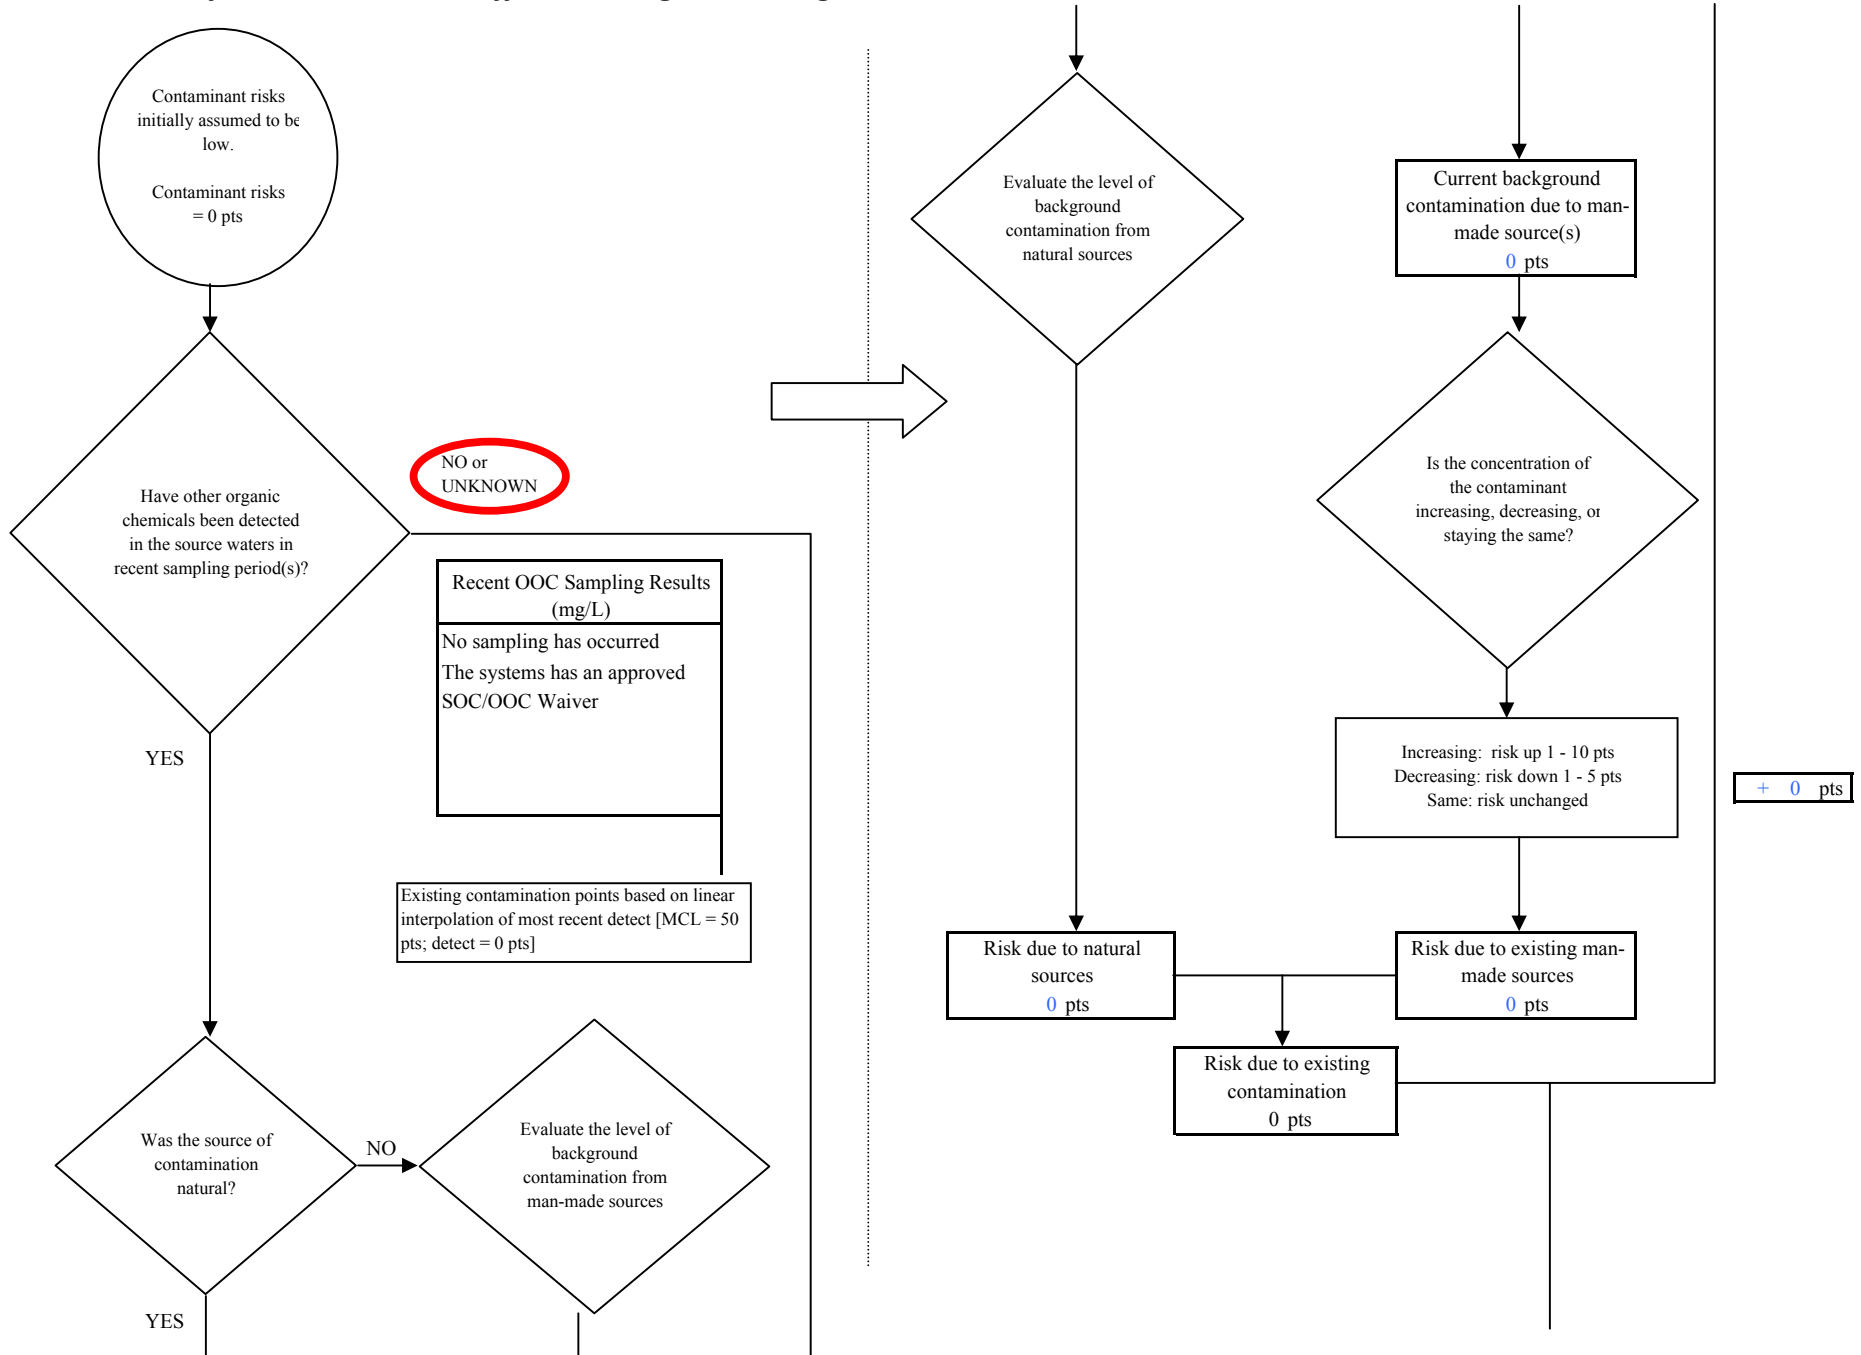 Contaminant risks
initially assumed to be
low.
Contaminant risks
= 0 pts
Have other organic
chemicals been detected
in the source waters in
recent sampling period(s)?
NO or
UNKNOWN
Recent OOC Sampling Results
(mg/L)
No sampling has occurred
The systems has an approved
SOC/OOC Waiver
YES
Existing contamination points based on linear
interpolation of most recent detect [MCL = 50
pts; detect = 0 pts]
Was the source of
contamination
natural?
NO
Evaluate the level of
background
contamination from
man-made sources
YES
Evaluate the level of
background
contamination from
natural sources
Current background
contamination due to man-
made source(s)
0 pts
Is the concentration of
the contaminant
increasing, decreasing, or
staying the same?
Increasing: risk up 1 - 10 pts
Decreasing: risk down 1 - 5 pts
Same: risk unchanged
+ 0 pts
Risk due to natural
sources
0 pts
Risk due to existing man-
made sources
0 pts
Risk due to existing
contamination
0 pts